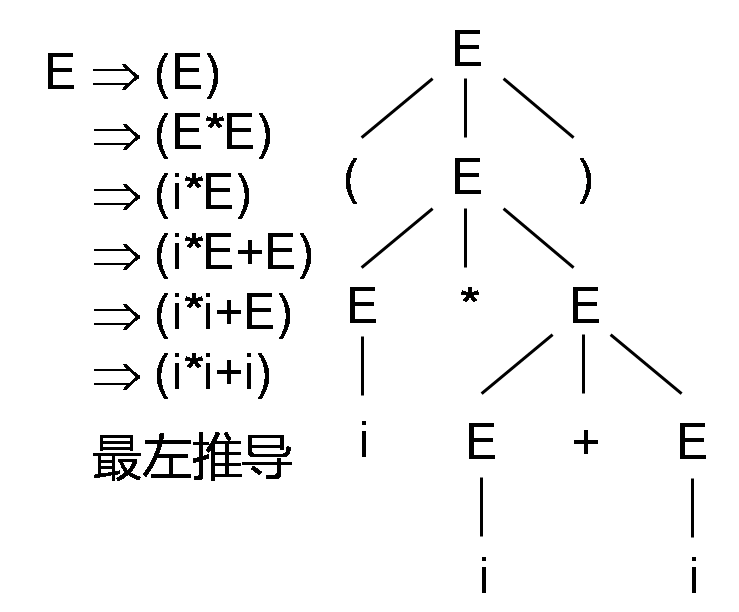 E
E ⇒ (E)
⇒ (E*E)
( E )
⇒ (i*E)
⇒ (i*E+E)
E * E
⇒ (i*i+E)
⇒ (i*i+i)
最左推导
i E + E
i i